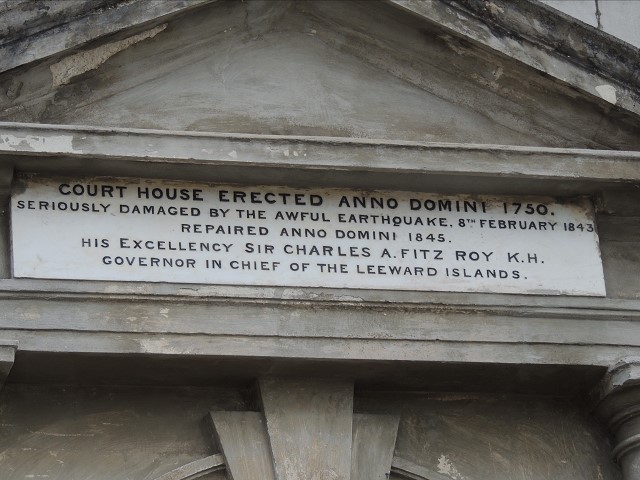 COURT HOUSE ERECTED ANNO DOMINI 1750.
SERIOUSLY DAMAGED BY THE AWFUL EARTHQUAKE, 8TH FEBRUARY 1843
REPAIRED ANNO DOMINI 1845.
HIS EXCELLENCY SIR CHARLES A. FITZ ROY K.H.
GOVERNOR IN CHIEF OF THE LEEWARD ISLANDS.